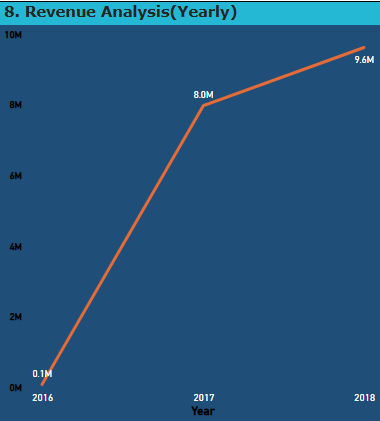 8. Revenue Analysis(Yearly)
10M
8.0M
9.6M
8M
6M
4M
2M
0.1M
0M
2016 2017 2018
Year